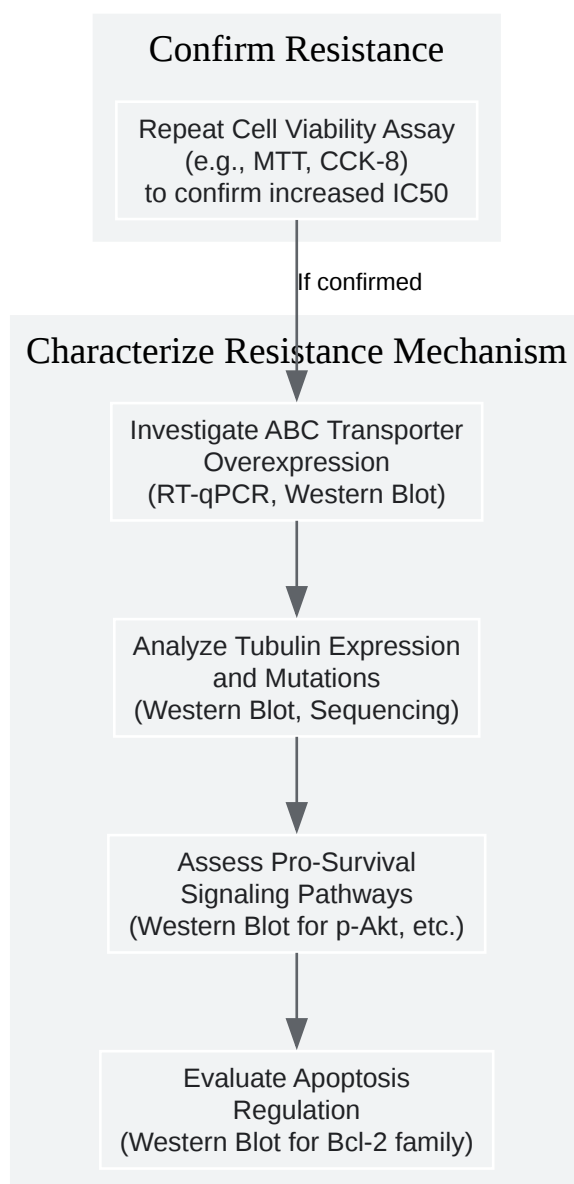 Confirm Resistance
Repeat Cell Viability Assay
(e.g., MTT, CCK-8)
to confirm increased IC50
If confirmed
Characterize Resistance Mechanism
Investigate ABC Transporter
Overexpression
(RT-qPCR, Western Blot)
Analyze Tubulin Expression
and Mutations
(Western Blot, Sequencing)
Assess Pro-Survival
Signaling Pathways
(Western Blot for p-Akt, etc.)
Evaluate Apoptosis
Regulation
(Western Blot for Bcl-2 family)